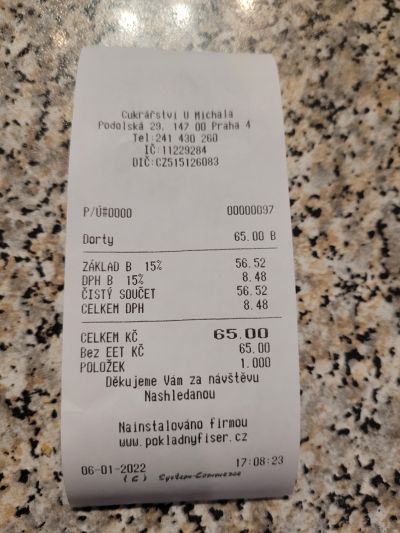 Cukrářství U Michala
Podolská 29, 147 00 Praha 4
Tel:241 430 260
IČ:11229284
DIČ:CZ515126083
P/Ú#0000 00000097
Dorty 65.00 B
ZÁKLAD B 15% 56.52
DPH B 15% 8.48
ČISTÝ SOUČET 56.52
CELKEM DPH 8.48
CELKEM KČ 65.00
Bez EET KČ 65.00
POLOŽEK 1.000
Děkujeme Vám za návštěvu
Nashledanou
Nainstalováno firmou
www.pokladnyfiser.cz
06-01-2022 17:08:23
(C) System-Commerce